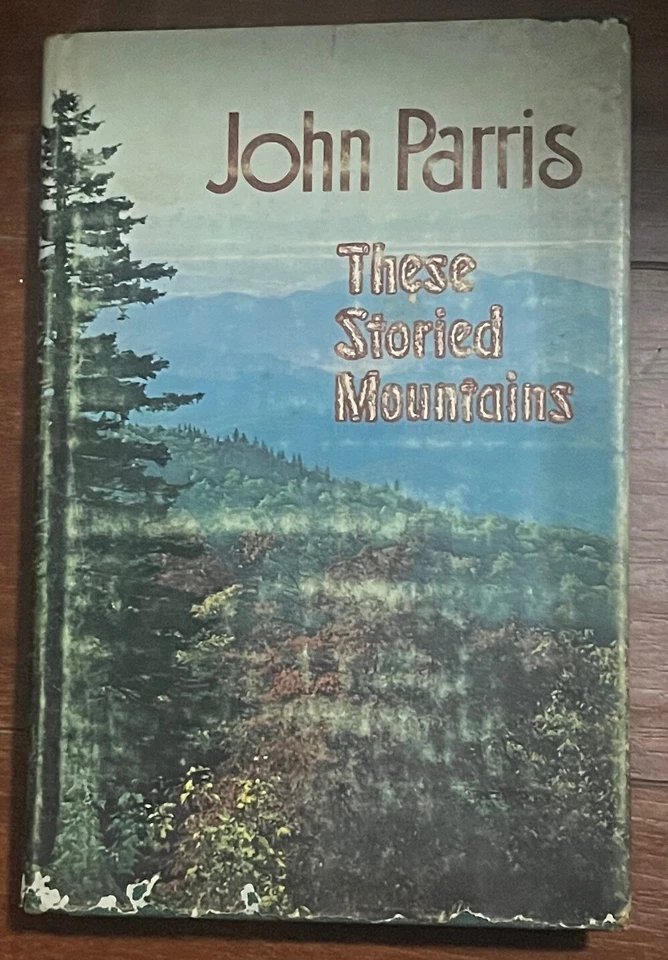 John Parris
These
Storied
Mountains